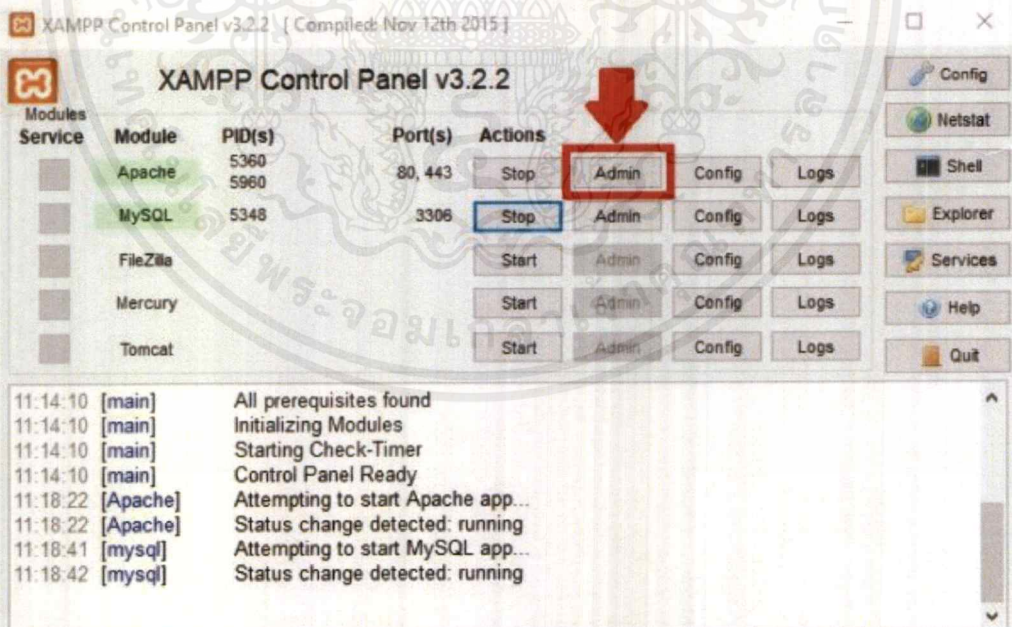 XAMPP Control Panel v3.2.2 [ Compiled: Nov 12th 2015 ]
XAMPP Control Panel v3.2.2
Config
Modules
Service Module PID(s) Port(s) Actions
Netstat
Apache 5360 5960 80, 443 Stop Admin Config Logs
Shell
MySQL 5348 3306 Stop Admin Config Logs
Explorer
FileZilla Start Admin Config Logs
Services
Mercury Start Admin Config Logs
Help
Tomcat Start Admin Config Logs
Quit
11:14:10 [main] All prerequisites found
11:14:10 [main] Initializing Modules
11:14:10 [main] Starting Check-Timer
11:14:10 [main] Control Panel Ready
11:18:22 [Apache] Attempting to start Apache app...
11:18:22 [Apache] Status change detected: running
11:18:41 [mysql] Attempting to start MySQL app...
11:18:42 [mysql] Status change detected: running